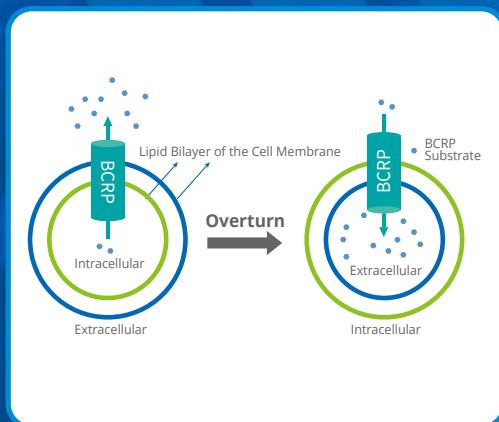 Lipid Bilayer of the Cell Membrane
BCRP
Intracellular
Extracellular
Overturn
BCRP
BCRP
Substrate
Extracellular
Intracellular